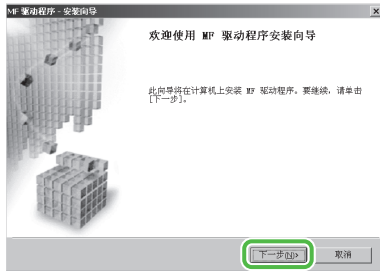 MF 驱动程序 - 安装向导
欢迎使用 MF 驱动程序安装向导
此向导将在计算机上安装 MF 驱动程序。要继续，请单击
[下一步]。
下一步(N)>
取消